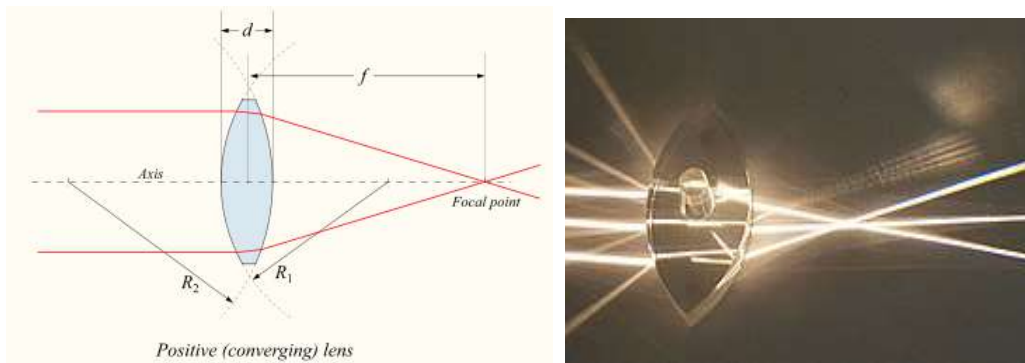 d
f
Axis
Focal point
R2
R1
Positive (converging) lens